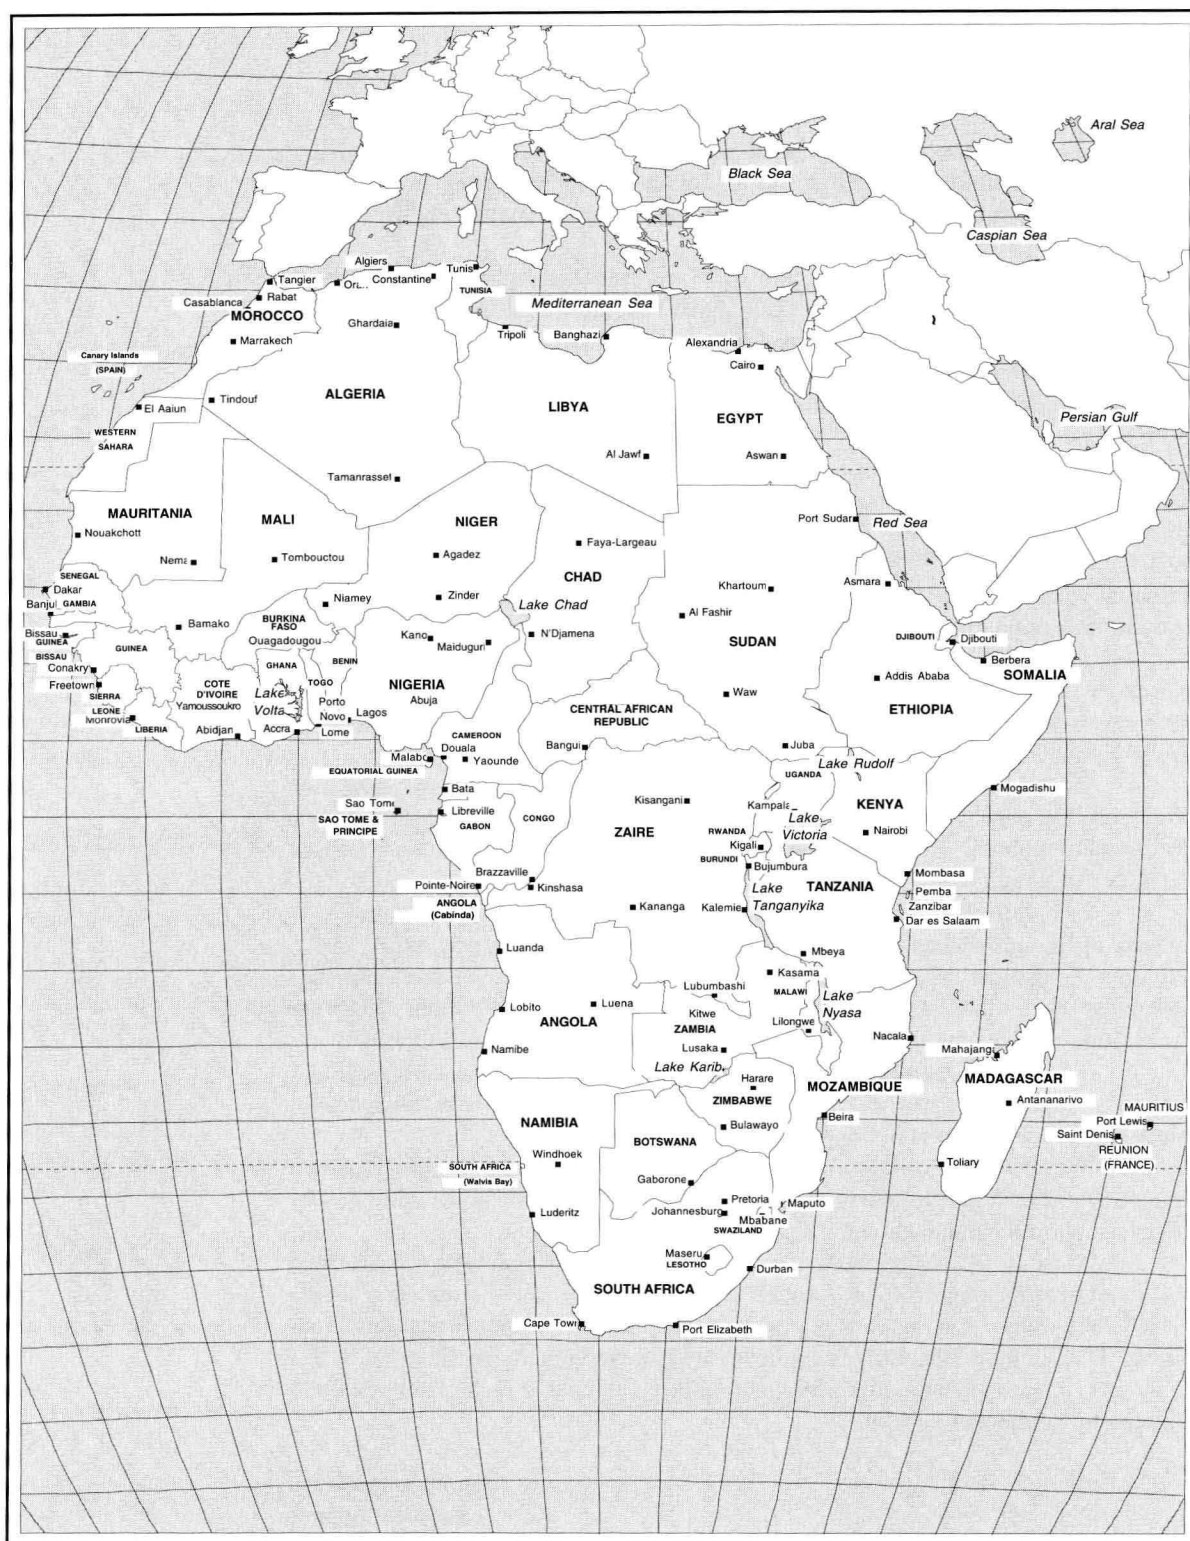 Aral Sea
Black Sea
Caspian Sea
Algiers
Tunis
Tangier
Constantine
TUNISIA
Casablanca
Rabat
Mediterranean Sea
MOROCCO
Ghardaia
Tripoli
Banghazi
Alexandria
Marrakech
Canary Islands
(SPAIN)
Cairo
ALGERIA
Tindouf
El Aaiun
LIBYA
EGYPT
Persian Gulf
WESTERN
SAHARA
Al Jawf
Aswan
Tamanrasset
MAURITANIA
MALI
NIGER
Port Sudan
Red Sea
Nouakchott
Faya-Largeau
Nema
Tombouctou
Agadez
SENEGAL
CHAD
Khartoum
Asmara
Dakar
Banjul
GAMBIA
Niamey
Zinder
Lake Chad
Al Fashir
Bamako
BURKINA
FASO
Ouagadougou
Kano
Maiduguri
N'Djamena
SUDAN
DJIBOUTI
Djibouti
Bissau
GUINEA
BISSAU
GUINEA
Conakry
GHANA
BENIN
Berbera
SOMALIA
Freetown
COTE
D'IVOIRE
Yamoussoukro
TOGO
NIGERIA
Abuja
Addis Ababa
SIERRA
LEONE
Lake
Volta
Porto
Novo
Lagos
Waw
ETHIOPIA
Monrovia
LIBERIA
Abidjan
Accra
Lome
CENTRAL AFRICAN
REPUBLIC
CAMEROON
Bangui
Juba
Malabo
Douala
Yaounde
EQUATORIAL GUINEA
UGANDA
Lake Rudolf
Bata
Mogadishu
Sao Tome
Libreville
Kisangani
Kampala
KENYA
SAO TOME &
PRINCIPE
GABON
CONGO
ZAIRE
Lake
Victoria
Nairobi
RWANDA
Kigali
BURUNDI
Bujumbura
Brazzaville
Pointe-Noire
Kinshasa
Lake
Tanganyika
TANZANIA
Mombasa
Pemba
Zanzibar
ANGOLA
(Cabinda)
Kananga
Kalemie
Dar es Salaam
Luanda
Mbeya
Kasama
Lubumbashi
MALAWI
Lake
Nyasa
Lobito
Luena
ANGOLA
Kitwe
ZAMBIA
Lilongwe
Nacala
Namibe
Lusaka
Mahajanga
Lake Karib
Harare
MOZAMBIQUE
MADAGASCAR
ZIMBABWE
Antananarivo
MAURITIUS
NAMIBIA
Bulawayo
Beira
Port Lewis
Saint Denis
BOTSWANA
REUNION
(FRANCE)
Windhoek
SOUTH AFRICA
(Walvis Bay)
Toliary
Gaborone
Pretoria
Maputo
Luderitz
Johannesburg
Mbabane
SWAZILAND
Maseru
LESOTHO
Durban
SOUTH AFRICA
Cape Town
Port Elizabeth